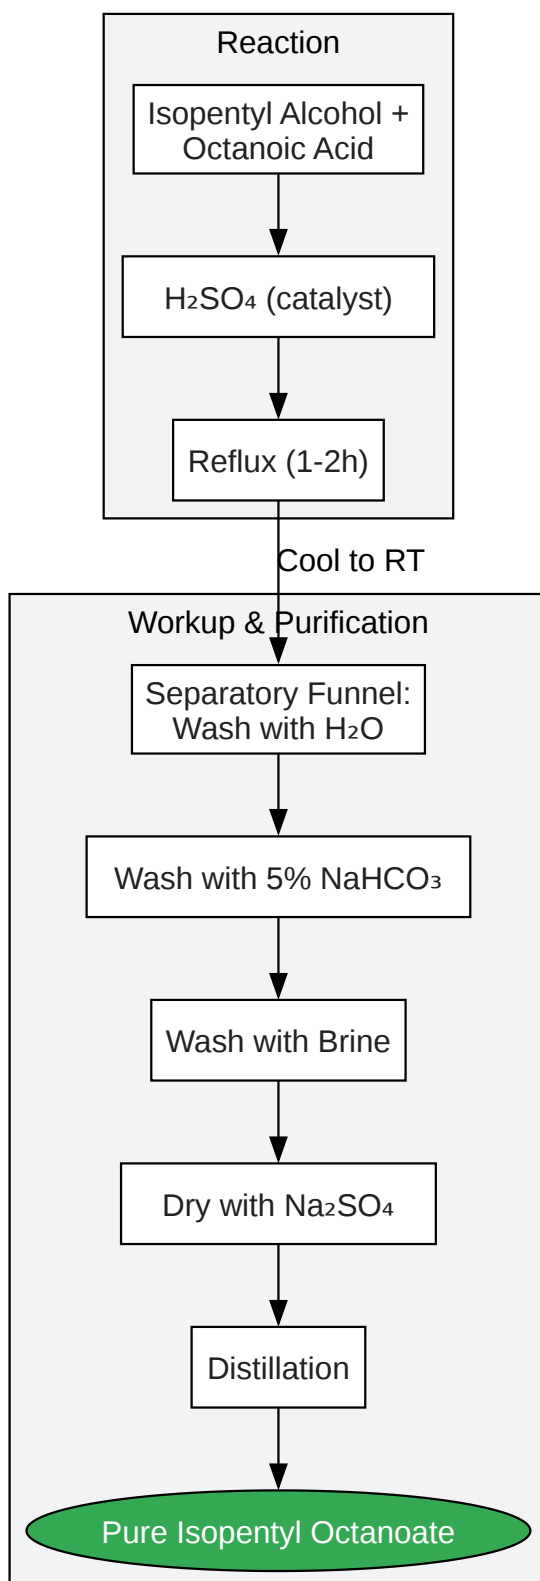 Reaction
Isopentyl Alcohol +
Octanoic Acid
H₂SO₄ (catalyst)
Reflux (1-2h)
Cool to RT
Workup & Purification
Separatory Funnel:
Wash with H₂O
Wash with 5% NaHCO₃
Wash with Brine
Dry with Na₂SO₄
Distillation
Pure Isopentyl Octanoate